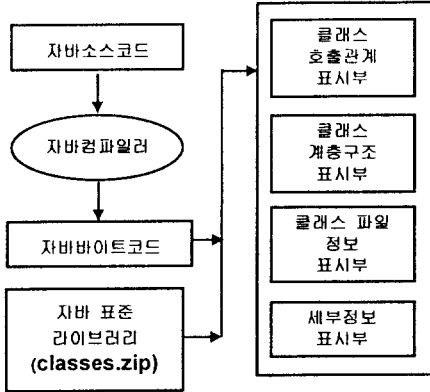 자바소스코드
자바컴파일러
자바바이트코드
자바 표준
라이브러리
(classes.zip)
클래스
호출관계
표시부
클래스
계층구조
표시부
클래스 파일
정보
표시부
세부정보
표시부